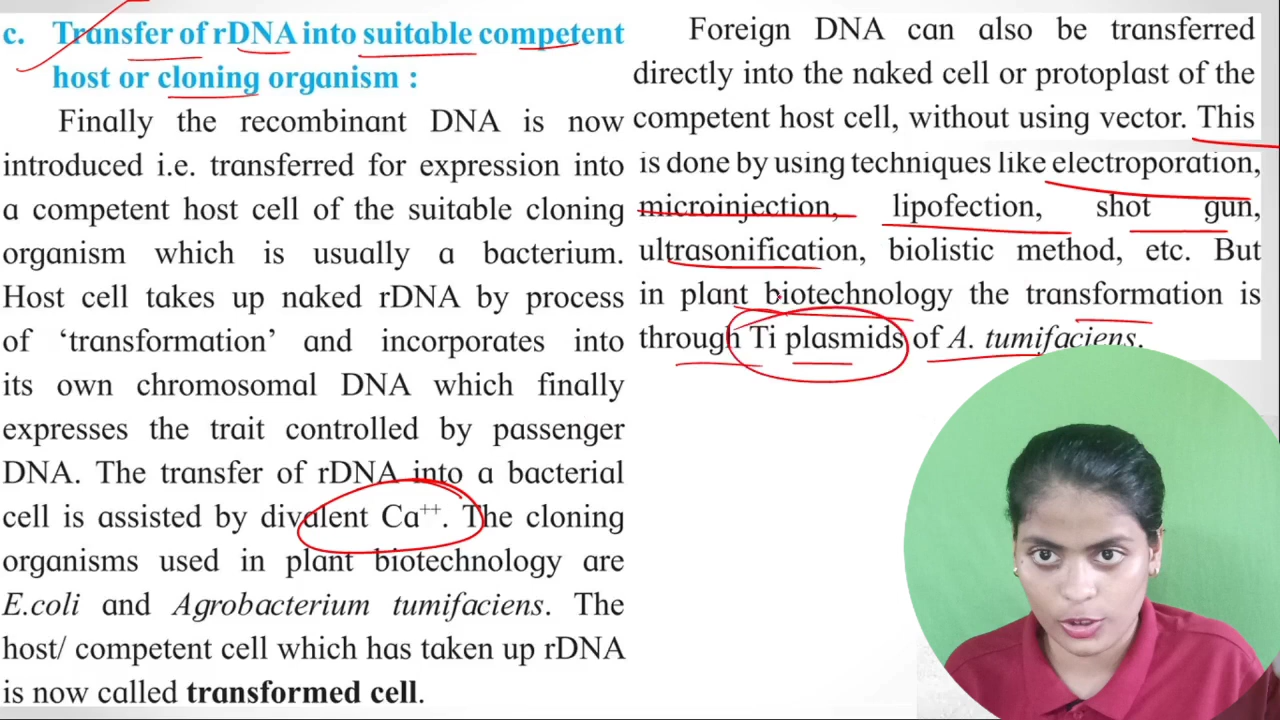 c. Transfer of rDNA into suitable competent
host or cloning organism :
Finally the recombinant DNA is now
introduced i.e. transferred for expression into
a competent host cell of the suitable cloning
organism which is usually a bacterium.
Host cell takes up naked rDNA by process
of ‘transformation’ and incorporates into
its own chromosomal DNA which finally
expresses the trait controlled by passenger
DNA. The transfer of rDNA into a bacterial
cell is assisted by divalent Ca⁺⁺. The cloning
organisms used in plant biotechnology are
E.coli and Agrobacterium tumifaciens. The
host/ competent cell which has taken up rDNA
is now called transformed cell.
Foreign DNA can also be transferred
directly into the naked cell or protoplast of the
competent host cell, without using vector. This
is done by using techniques like electroporation,
microinjection, lipofection, shot gun,
ultrasonification, biolistic method, etc. But
in plant biotechnology the transformation is
through Ti plasmids of A. tumifaciens.